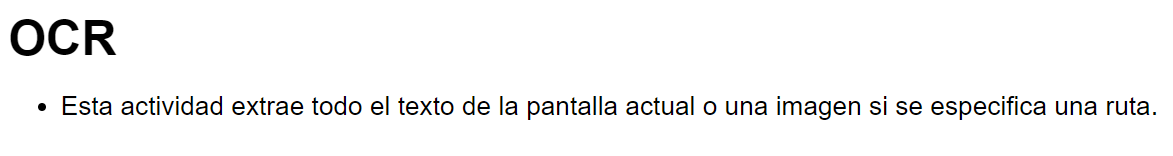 OCR
• Esta actividad extrae todo el texto de la pantalla actual o una imagen si se especifica una ruta.